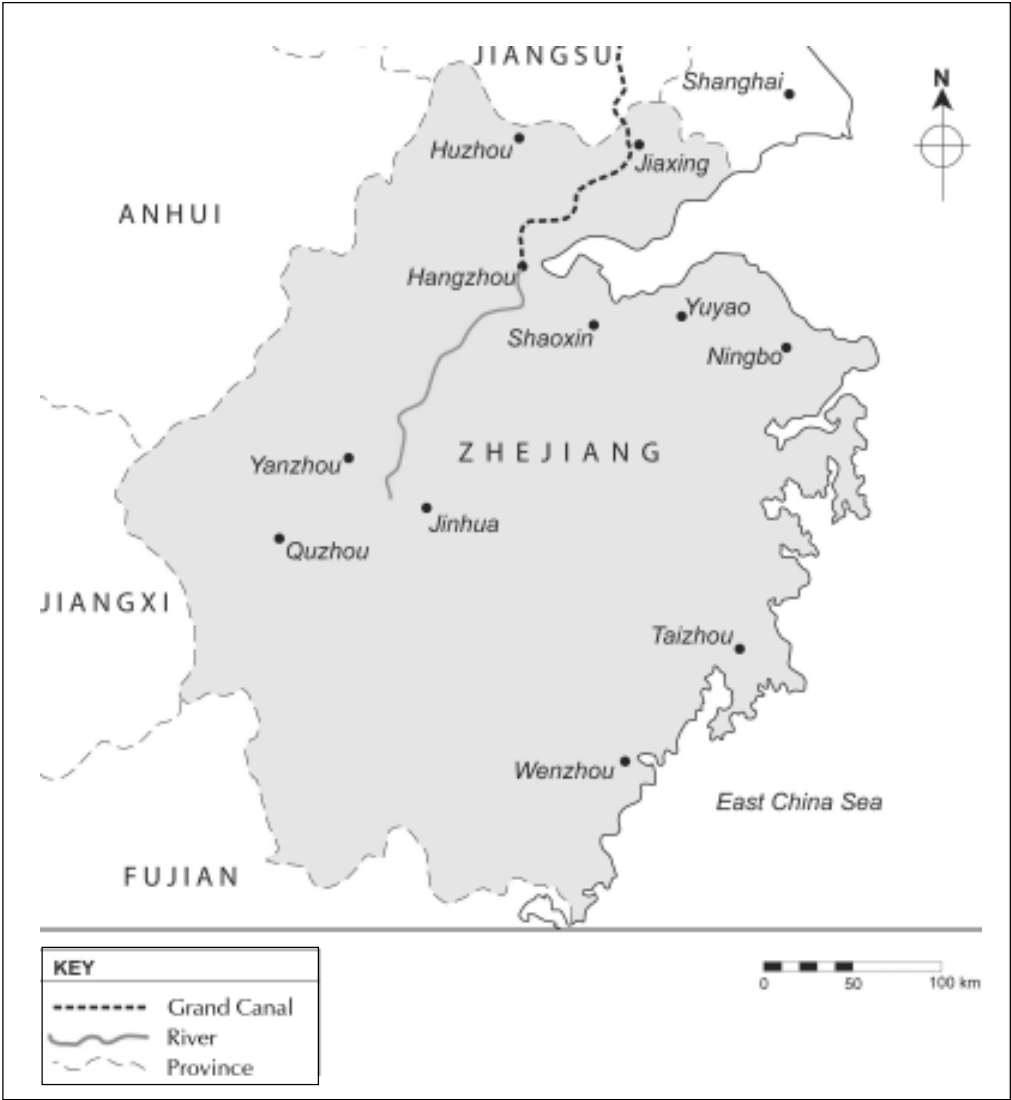 JIANGSU
Shanghai
N
Huzhou
Jiaxing
ANHUI
Hangzhou
Yuyao
Shaoxin
Ningbo
ZHEJIANG
Yanzhou
Jinhua
Quzhou
JIANGXI
Taizhou
Wenzhou
East China Sea
FUJIAN
KEY
Grand Canal
River
Province
0 50 100 km